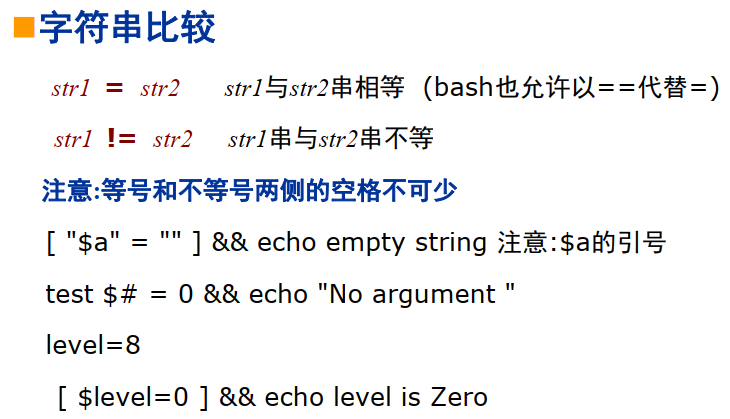 字符串比较
str1 = str2 str1与str2串相等 (bash也允许以==代替=)
str1 != str2 str1串与str2串不等
注意:等号和不等号两侧的空格不可少
[ "$a" = "" ] && echo empty string 注意:$a的引号
test $# = 0 && echo "No argument "
level=8
[ $level=0 ] && echo level is Zero